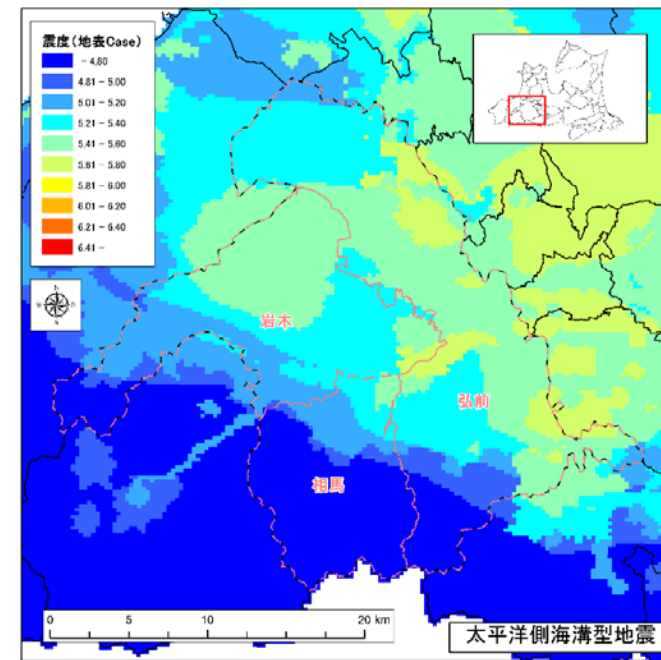 震度(地表Case)
- 4.80
4.81 - 5.00
5.01 - 5.20
5.21 - 5.40
5.41 - 5.60
5.61 - 5.80
5.81 - 6.00
6.01 - 6.20
6.21 - 6.40
6.41 -
岩木
弘前
相馬
0 5 10 20 km
太平洋側海溝型地震